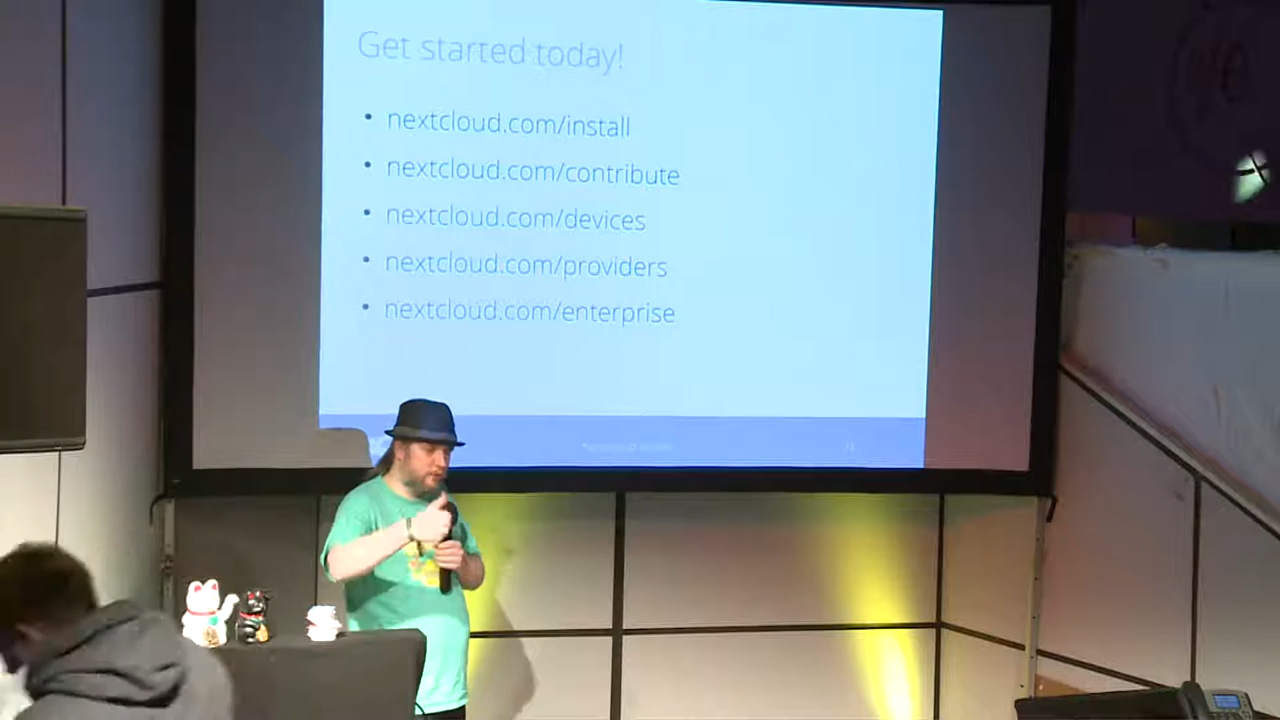 Get started today!
• nextcloud.com/install
• nextcloud.com/contribute
• nextcloud.com/devices
• nextcloud.com/providers
• nextcloud.com/enterprise